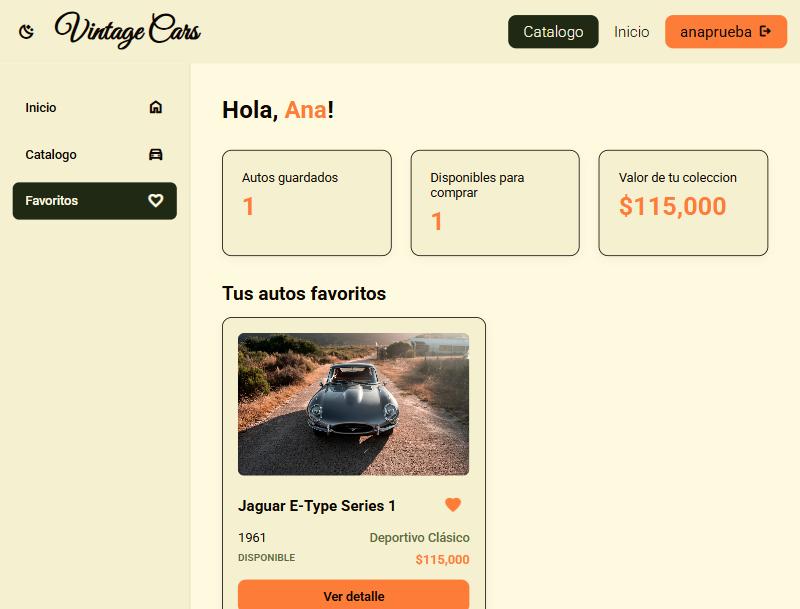 Vintage Cars
Catalogo
Inicio
anaprueba
Inicio
Catalogo
Favoritos
Hola, Ana!
Autos guardados
1
Disponibles para
comprar
1
Valor de tu coleccion
$115,000
Tus autos favoritos
Jaguar E-Type Series 1
1961
Deportivo Clásico
DISPONIBLE
$115,000
Ver detalle